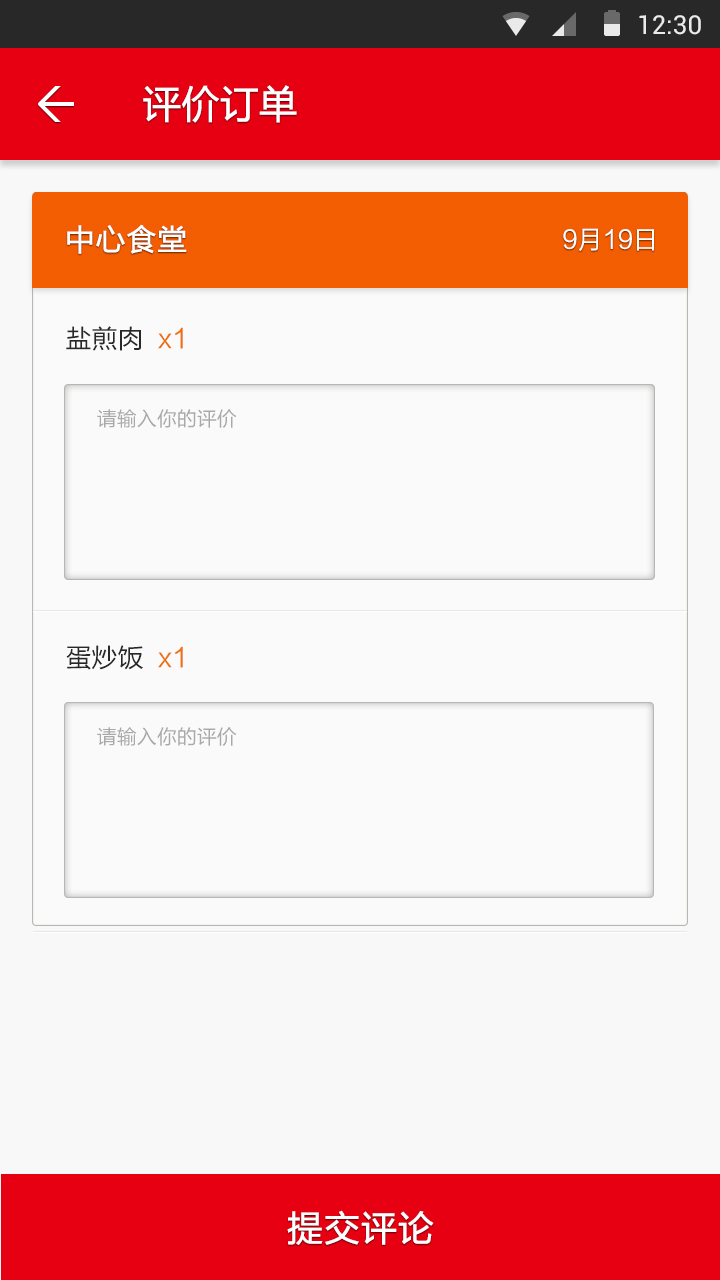 12:30
评价订单
中心食堂 9月19日
盐煎肉 x1
请输入你的评价
蛋炒饭 x1
请输入你的评价
提交评论